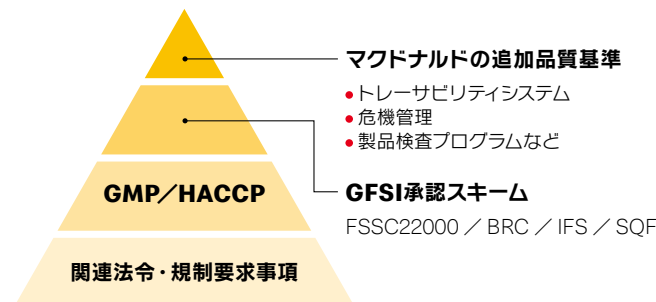 マクドナルドの追加品質基準
●トレーサビリティシステム
●危機管理
●製品検査プログラムなど
GFSI承認スキーム
FSSC22000 ／ BRC ／ IFS ／ SQF
GMP／HACCP
関連法令・規制要求事項